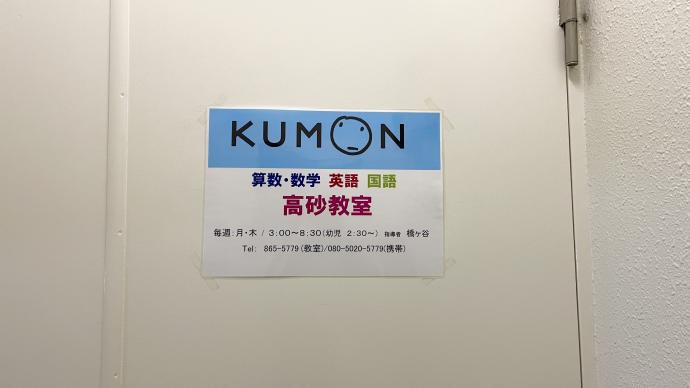 KUMON
算数・数学 英語 国語
高砂教室
毎週:月・木 / 3:00〜8:30(幼児 2:30〜) 指導者 橋ヶ谷
Tel: 865-5779(教室)/080-5020-5779(携帯)